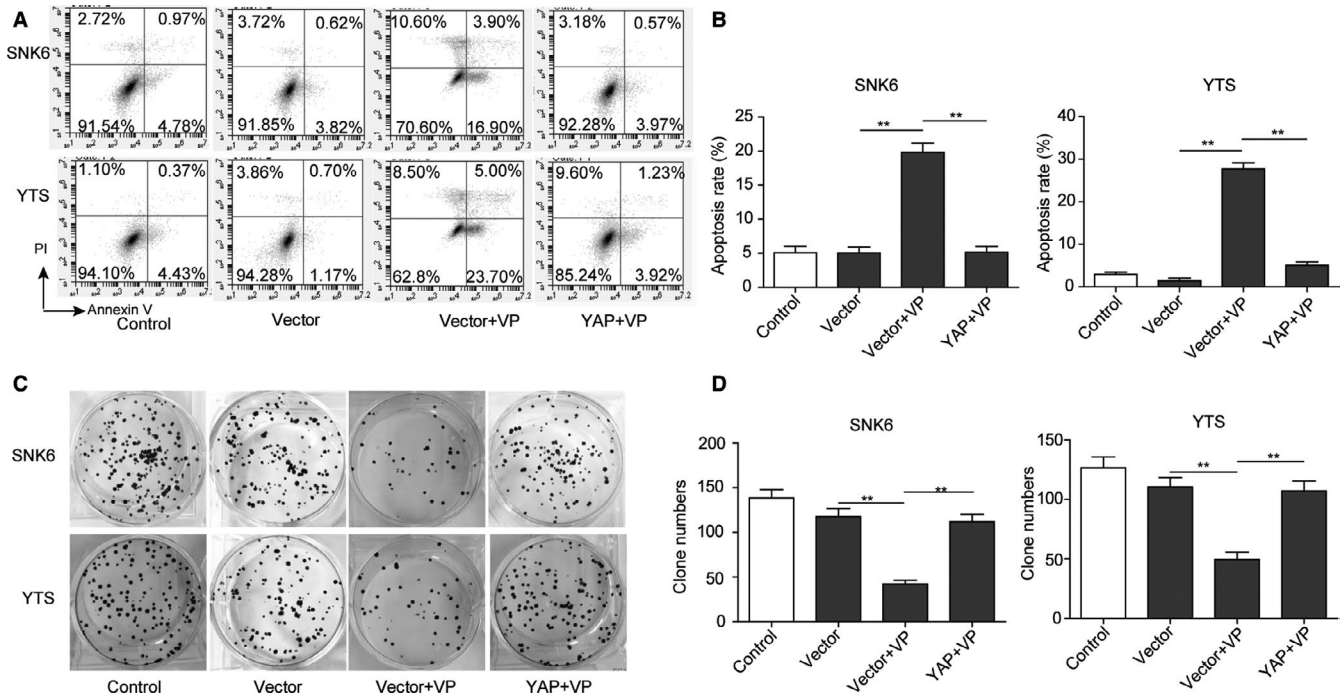 A
2.72% 0.97%
3.72% 0.62%
10.60% 3.90%
3.18% 0.57%
SNK6
91.54% 4.78%
91.85% 3.82%
70.60% 16.90%
92.28% 3.97%
1.10% 0.37%
3.86% 0.70%
8.50% 5.00%
9.60% 1.23%
YTS
94.10% 4.43%
94.28% 1.17%
62.8% 23.70%
85.24% 3.92%
PI
Annexin V
Control Vector Vector+VP YAP+VP
B
SNK6
Apoptosis rate (%)
25
20
15
10
5
0
** **
Control Vector Vector+VP YAP+VP
YTS
Apoptosis rate (%)
40
30
20
10
0
** **
Control Vector Vector+VP YAP+VP
C
SNK6
YTS
Control Vector Vector+VP YAP+VP
D
SNK6
Clone numbers
200
150
100
50
0
** **
Control Vector Vector+VP YAP+VP
YTS
Clone numbers
150
100
50
0
** **
Control Vector Vector+VP YAP+VP